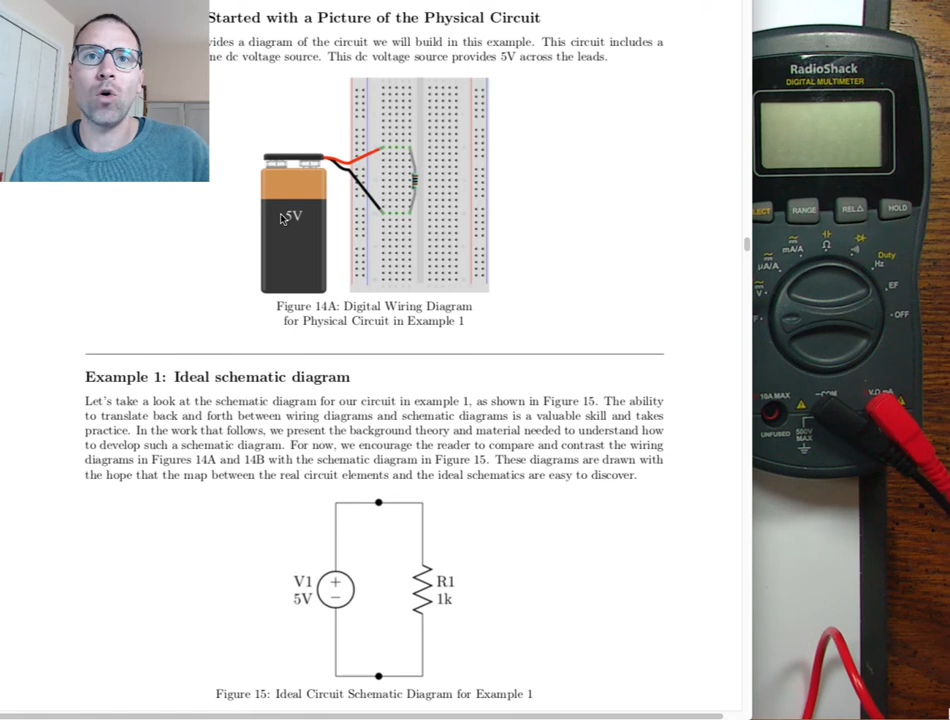 Started with a Picture of the Physical Circuit
vides a diagram of the circuit we will build in this example. This circuit includes a
ne dc voltage source. This dc voltage source provides 5V across the leads.
5V
Figure 14A: Digital Wiring Diagram
for Physical Circuit in Example 1
Example 1: Ideal schematic diagram
Let's take a look at the schematic diagram for our circuit in example 1, as shown in Figure 15. The ability
to translate back and forth between wiring diagrams and schematic diagrams is a valuable skill and takes
practice. In the work that follows, we present the background theory and material needed to understand how
to develop such a schematic diagram. For now, we encourage the reader to compare and contrast the wiring
diagrams in Figures 14A and 14B with the schematic diagram in Figure 15. These diagrams are drawn with
the hope that the map between the real circuit elements and the ideal schematics are easy to discover.
V1
5V
+
−
R1
1k
Figure 15: Ideal Circuit Schematic Diagram for Example 1
RadioShack
DIGITAL MULTIMETER
LECT RANGE REL△ HOLD
mA/A Ω
µA/A Duty
Hz
V EF
F OFF
10A MAX COM V.Ω
UNFUSED 500V
MAX